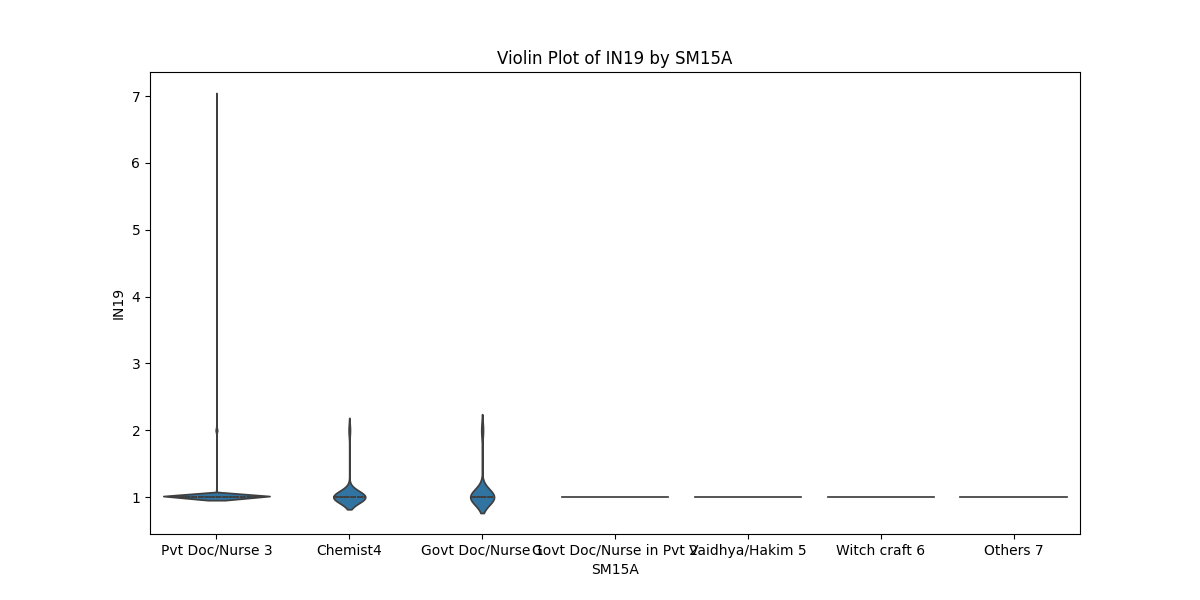 Violin Plot of IN19 by SM15A
7
6
5
4
3
2
1
IN19
Pvt Doc/Nurse 3
Chemist4
Govt Doc/Nurse 1
Govt Doc/Nurse in Pvt 2
Vaidhya/Hakim 5
Witch craft 6
Others 7
SM15A